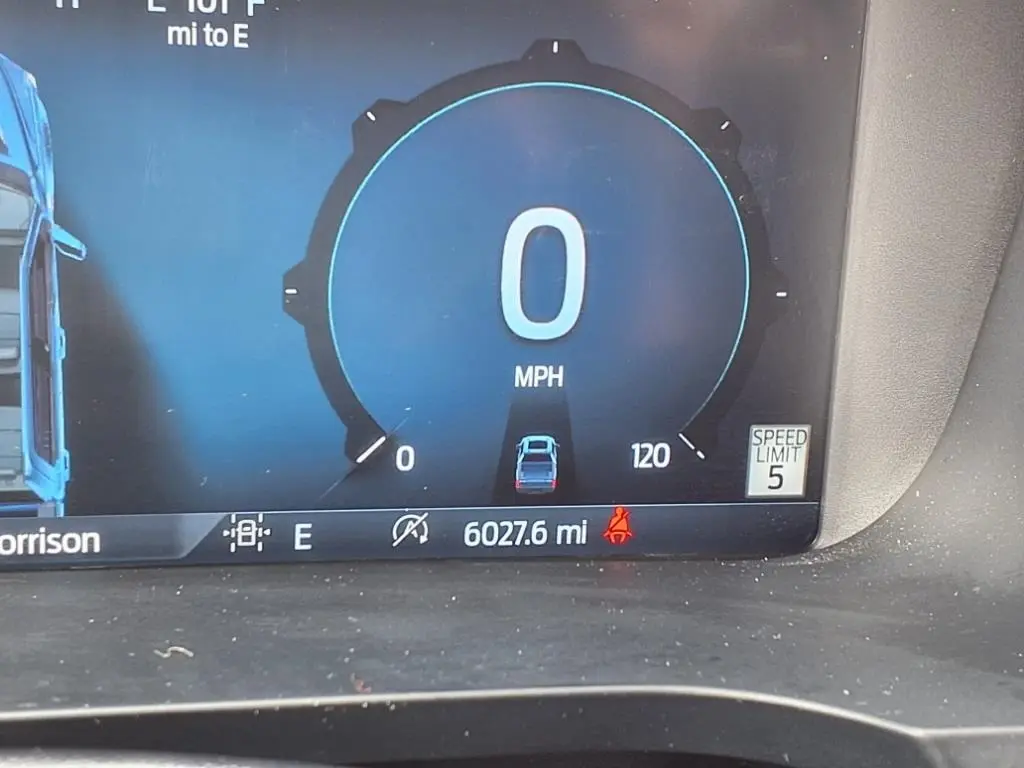 mi to E
0
MPH
0
120
SPEED
LIMIT
5
orrison
E
6027.6 mi